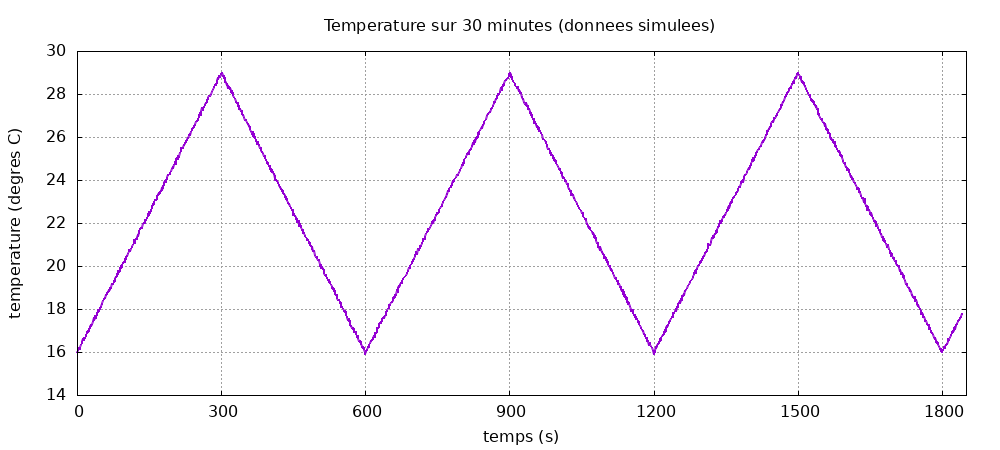 Temperature sur 30 minutes (donnees simulees)
30
28
26
24
22
20
18
16
14
temperature (degres C)
0 300 600 900 1200 1500 1800
temps (s)